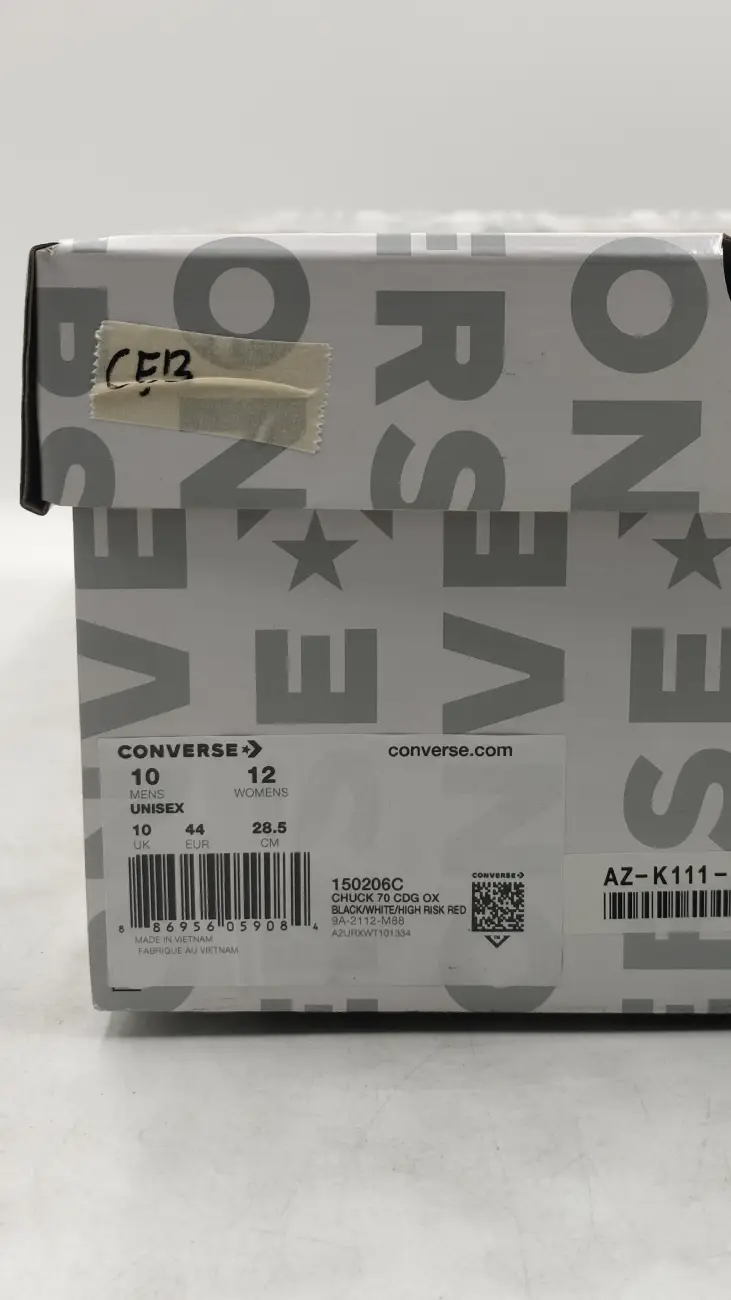 CONVERSE
converse.com
10
12
MENS
WOMENS
UNISEX
10
44
28.5
UK
EUR
CM
8 86956 05908 4
MADE IN VIETNAM
FABRIQUE AU VIETNAM
150206C
CHUCK 70 CDG OX
BLACK/WHITE/HIGH RISK RED
9A-2112-M88
A2URXWT101334
CONVERSE
AZ-K111-